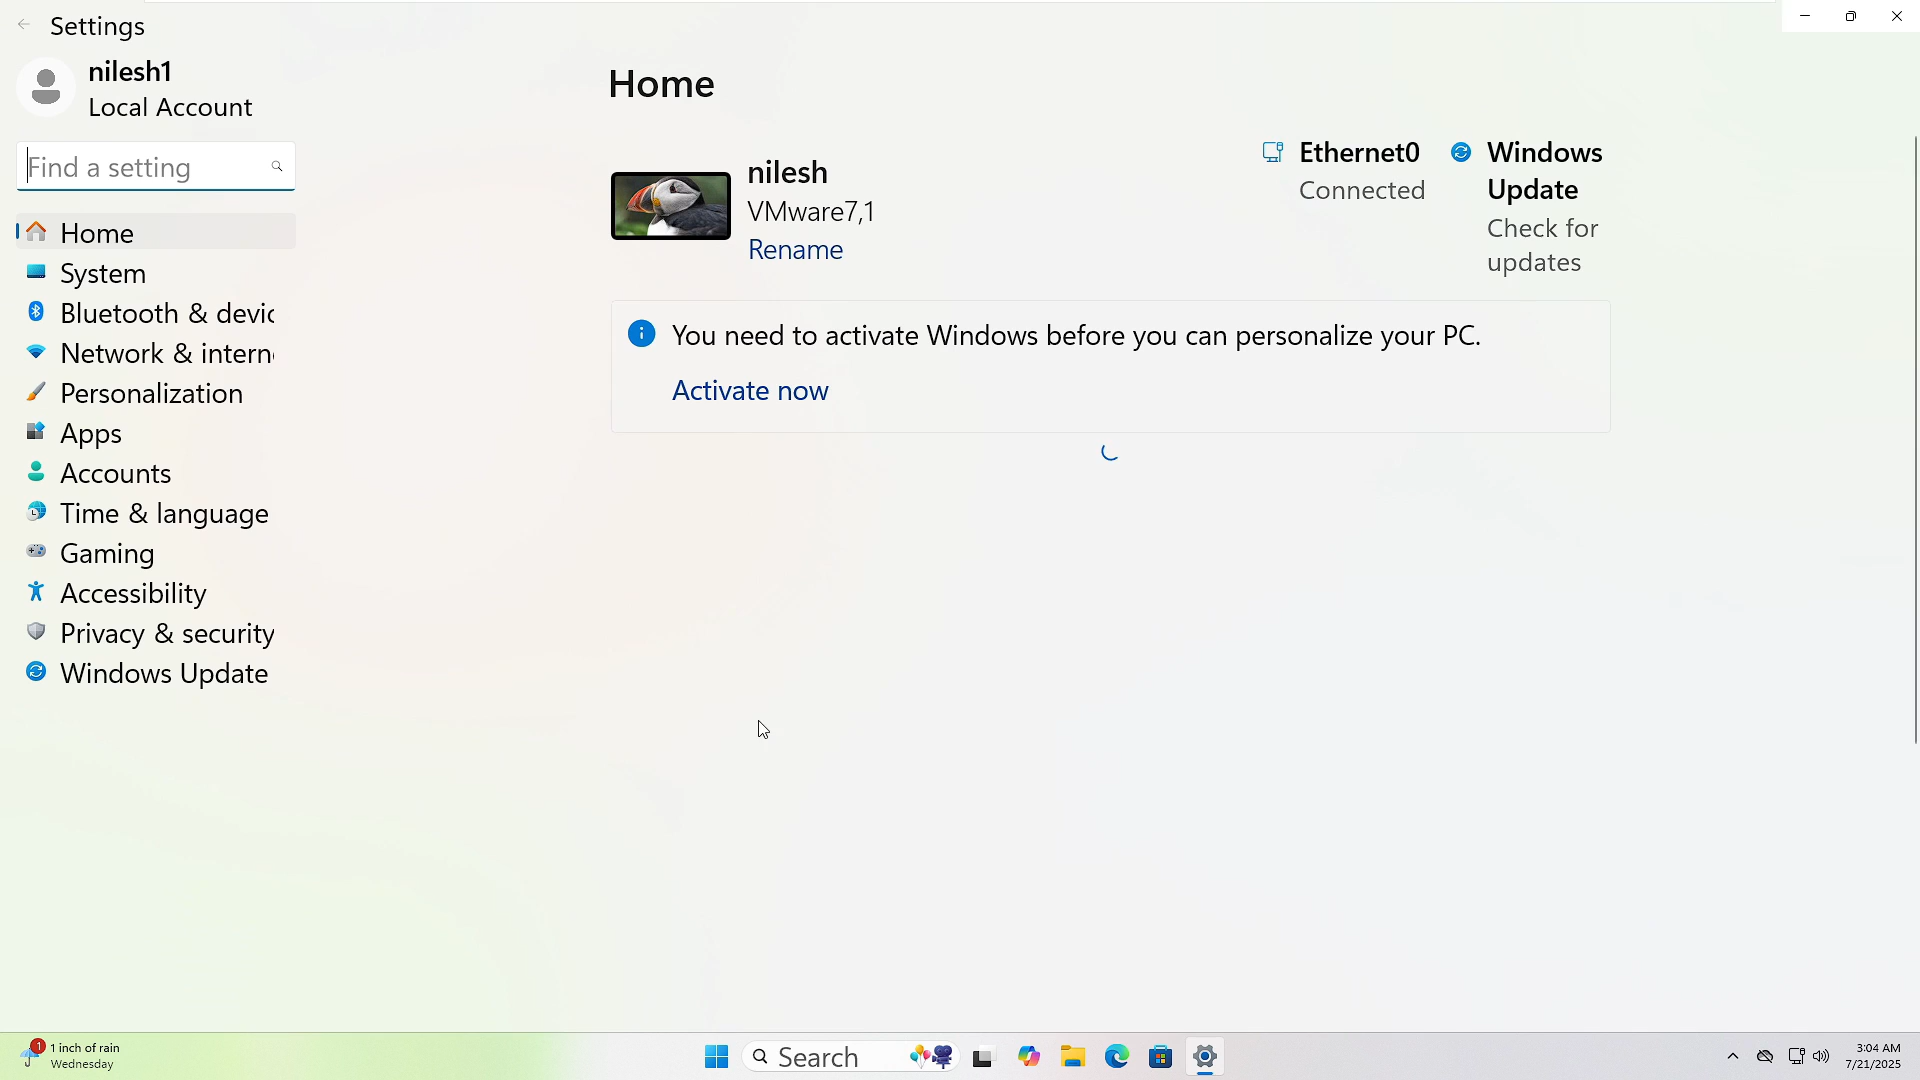 Settings
nilesh1
Local Account
Find a setting
Home
System
Bluetooth & devic
Network & intern
Personalization
Apps
Accounts
Time & language
Gaming
Accessibility
Privacy & security
Windows Update
Home
nilesh
VMware7,1
Rename
Ethernet0
Connected
Windows
Update
Check for
updates
You need to activate Windows before you can personalize your PC.
Activate now
1
1 inch of rain
Wednesday
Search
3:04 AM
7/21/2025